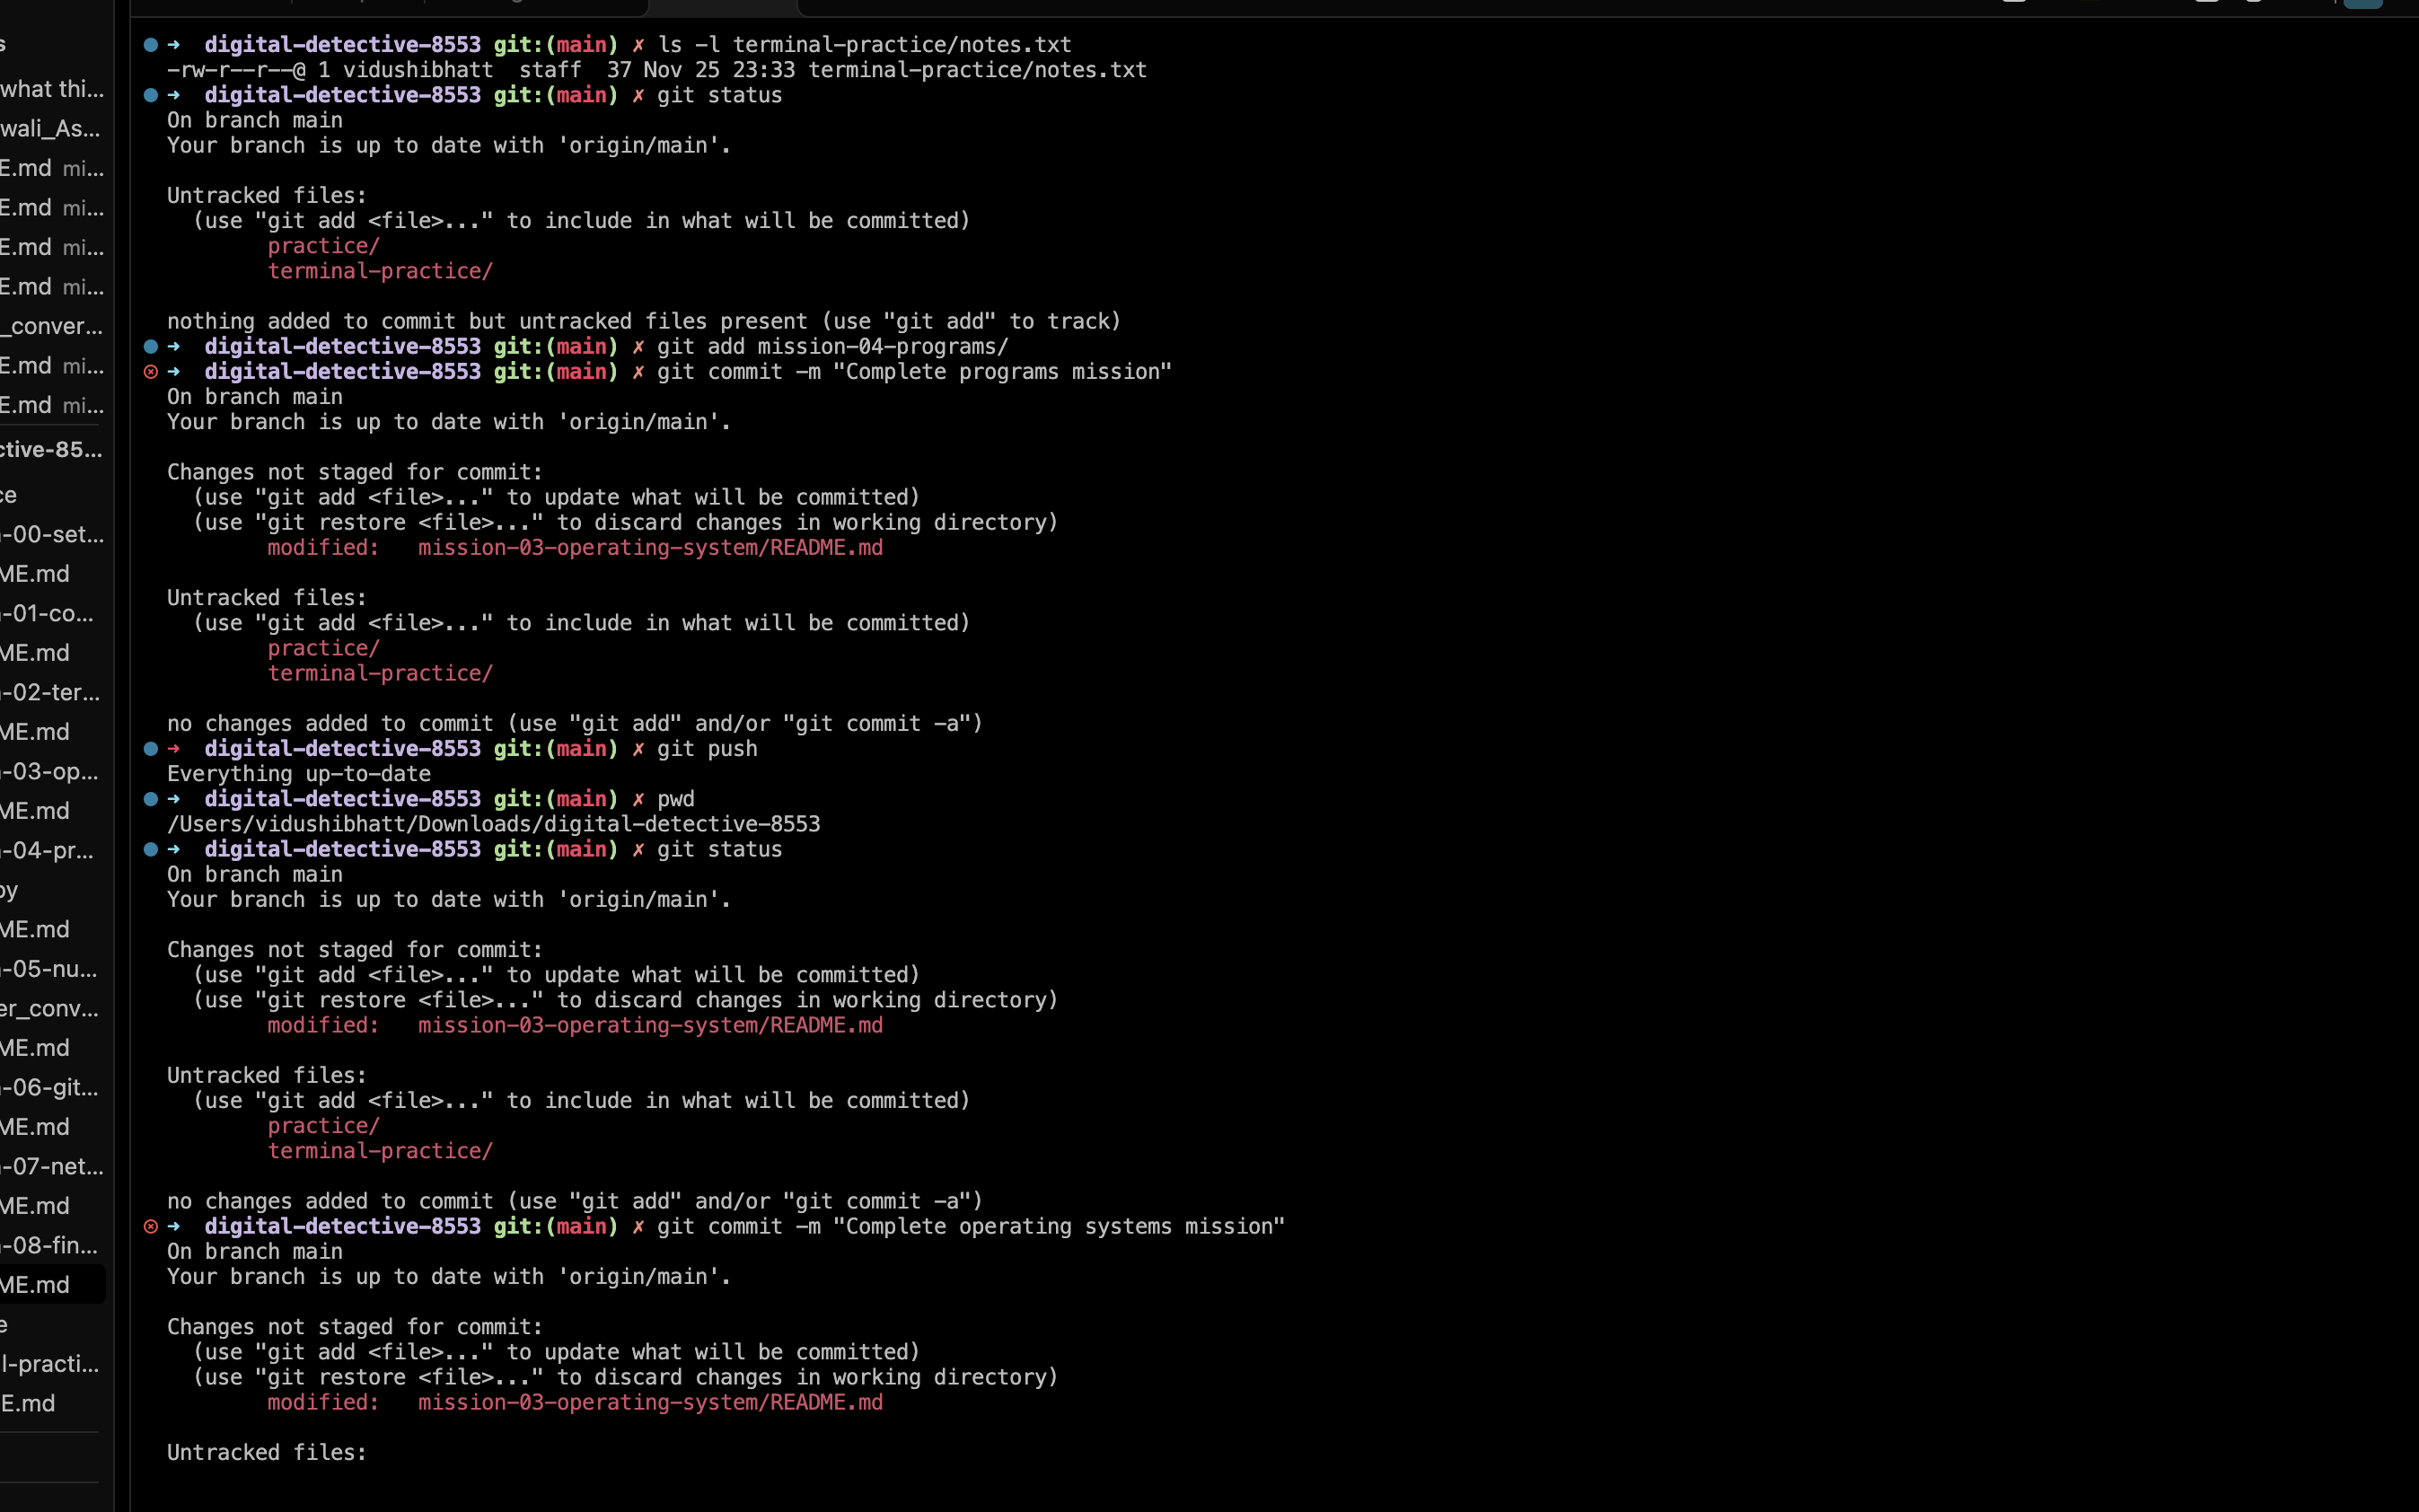 s
what thi...
wali_As...
E.md mi...
E.md mi...
E.md mi...
E.md mi...
_conver...
E.md mi...
E.md mi...
ctive-85...
ce
-00-set...
ME.md
-01-co...
ME.md
-02-ter...
ME.md
-03-op...
ME.md
-04-pr...
py
ME.md
-05-nu...
er_conv...
ME.md
-06-git...
ME.md
-07-net...
ME.md
-08-fin...
ME.md
e
l-practi...
E.md
➜ digital-detective-8553 git:(main) ✗ ls -l terminal-practice/notes.txt
-rw-r--r--@ 1 vidushibhatt  staff  37 Nov 25 23:33 terminal-practice/notes.txt
➜ digital-detective-8553 git:(main) ✗ git status
On branch main
Your branch is up to date with 'origin/main'.
Untracked files:
(use "git add <file>..." to include in what will be committed)
practice/
terminal-practice/
nothing added to commit but untracked files present (use "git add" to track)
➜ digital-detective-8553 git:(main) ✗ git add mission-04-programs/
➜ digital-detective-8553 git:(main) ✗ git commit -m "Complete programs mission"
On branch main
Your branch is up to date with 'origin/main'.
Changes not staged for commit:
(use "git add <file>..." to update what will be committed)
(use "git restore <file>..." to discard changes in working directory)
modified:   mission-03-operating-system/README.md
Untracked files:
(use "git add <file>..." to include in what will be committed)
practice/
terminal-practice/
no changes added to commit (use "git add" and/or "git commit -a")
➜ digital-detective-8553 git:(main) ✗ git push
Everything up-to-date
➜ digital-detective-8553 git:(main) ✗ pwd
/Users/vidushibhatt/Downloads/digital-detective-8553
➜ digital-detective-8553 git:(main) ✗ git status
On branch main
Your branch is up to date with 'origin/main'.
Changes not staged for commit:
(use "git add <file>..." to update what will be committed)
(use "git restore <file>..." to discard changes in working directory)
modified:   mission-03-operating-system/README.md
Untracked files:
(use "git add <file>..." to include in what will be committed)
practice/
terminal-practice/
no changes added to commit (use "git add" and/or "git commit -a")
➜ digital-detective-8553 git:(main) ✗ git commit -m "Complete operating systems mission"
On branch main
Your branch is up to date with 'origin/main'.
Changes not staged for commit:
(use "git add <file>..." to update what will be committed)
(use "git restore <file>..." to discard changes in working directory)
modified:   mission-03-operating-system/README.md
Untracked files: